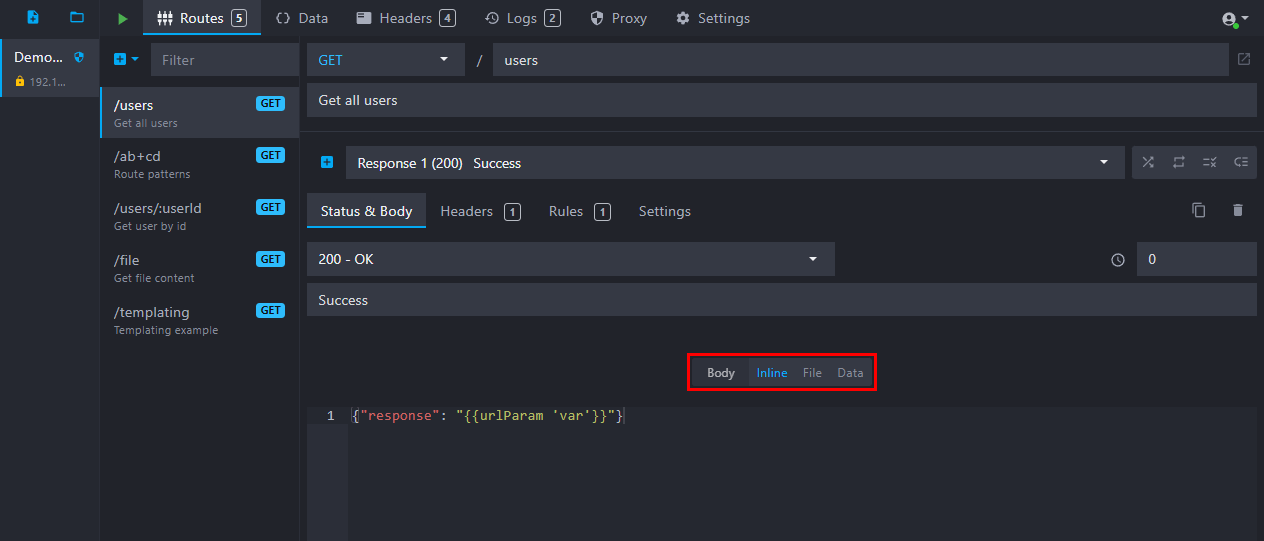 Routes 5 Data Headers 4 Logs 2 Proxy Settings
Demo...
192.1...
Filter
/users GET
Get all users
/ab+cd GET
Route patterns
/users/:userId GET
Get user by id
/file GET
Get file content
/templating GET
Templating example
GET / users
Get all users
Response 1 (200) Success
Status & Body Headers 1 Rules 1 Settings
200 - OK 0
Success
Body Inline File Data
1 {"response": "{{urlParam 'var'}}"}